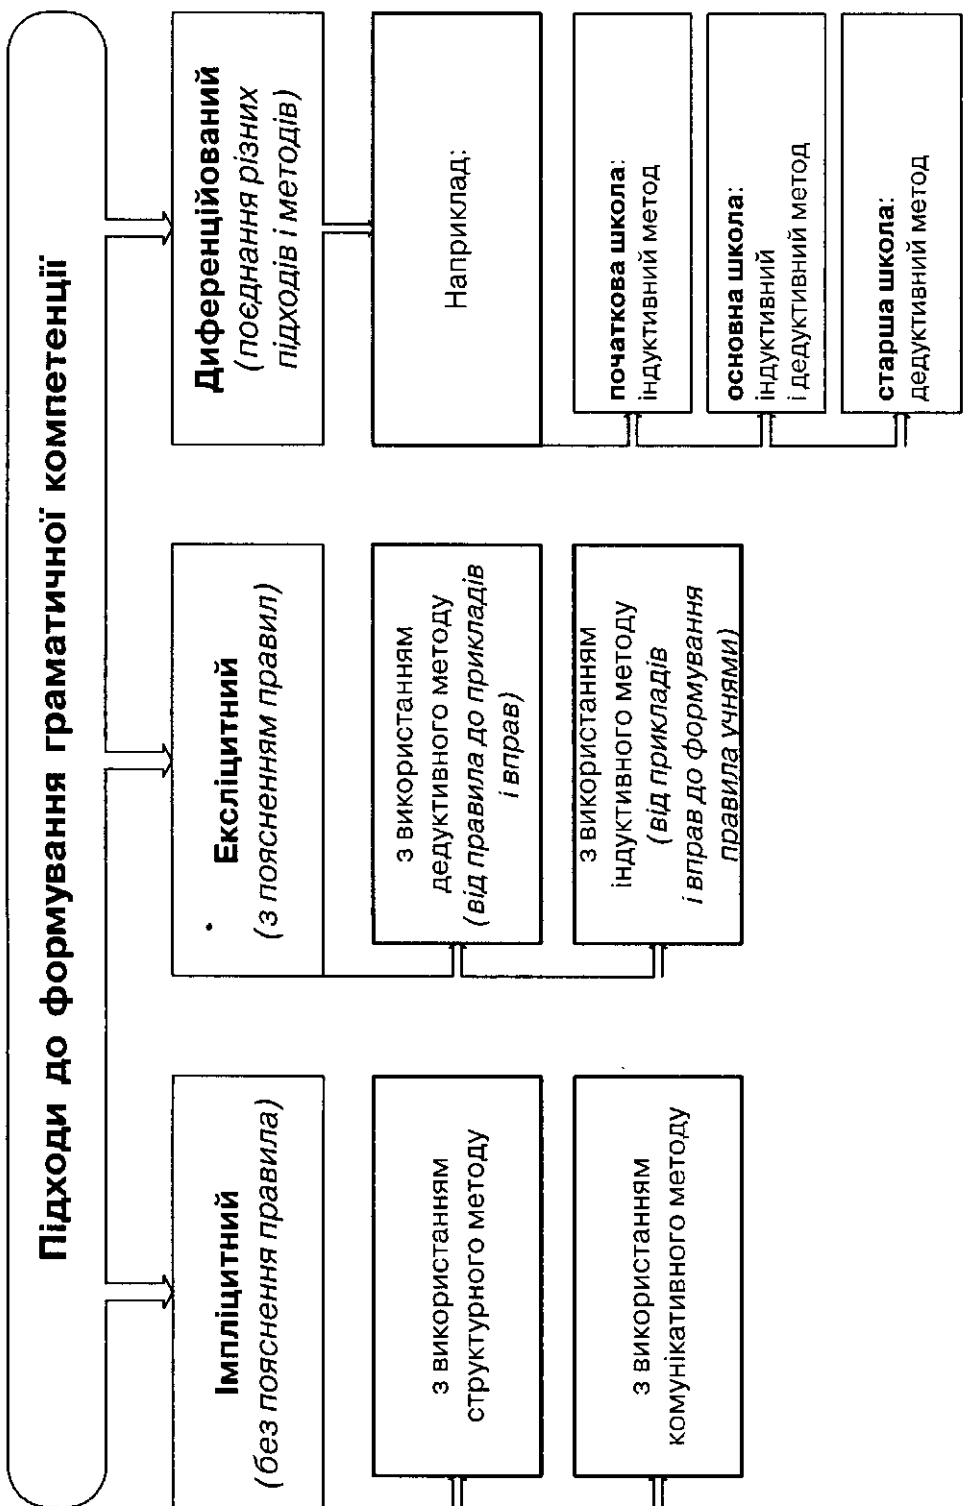 Підходи до формування граматичної компетенції
Імпліцитний
(без пояснення правила)
з використанням
структурного методу
з використанням
комунікативного методу
Експліцитний
(з поясненням правил)
з використанням
дедуктивного методу
(від правила до прикладів
і вправ)
з використанням
індуктивного методу
(від прикладів
і вправ до формування
правила учнями)
Диференційований
(поєднання різних
підходів і методів)
Наприклад:
початкова школа:
індуктивний метод
основна школа:
індуктивний
і дедуктивний метод
старша школа:
дедуктивний метод